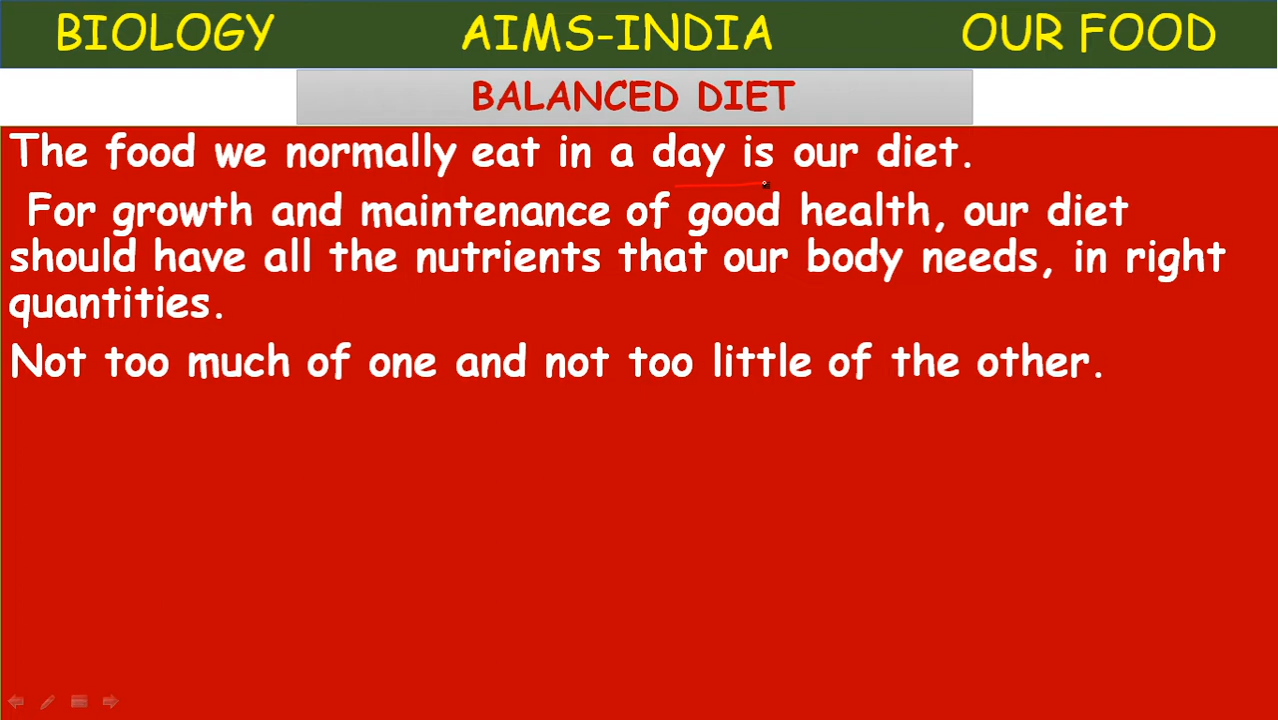 BIOLOGY AIMS-INDIA OUR FOOD
BALANCED DIET
The food we normally eat in a day is our diet.
For growth and maintenance of good health, our diet
should have all the nutrients that our body needs, in right
quantities.
Not too much of one and not too little of the other.